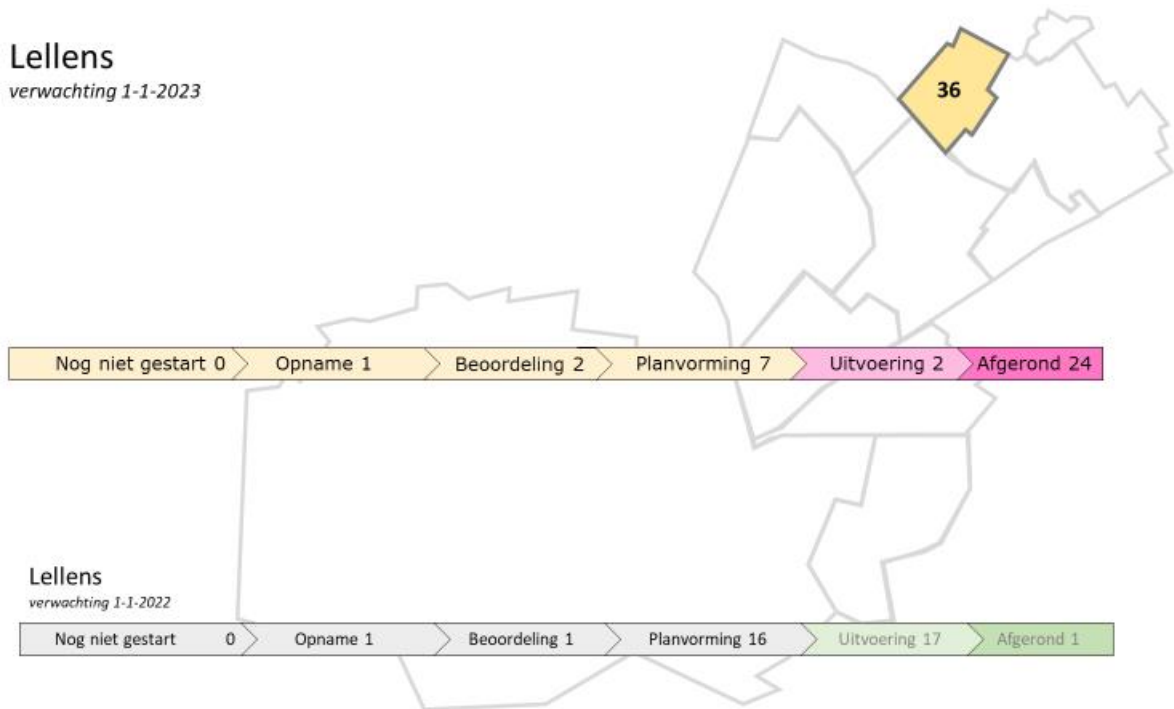 Lellens
verwachting 1-1-2023
36
Nog niet gestart 0 Opname 1 Beoordeling 2 Planvorming 7 Uitvoering 2 Afgerond 24
Lellens
verwachting 1-1-2022
Nog niet gestart 0 Opname 1 Beoordeling 1 Planvorming 16 Uitvoering 17 Afgerond 1